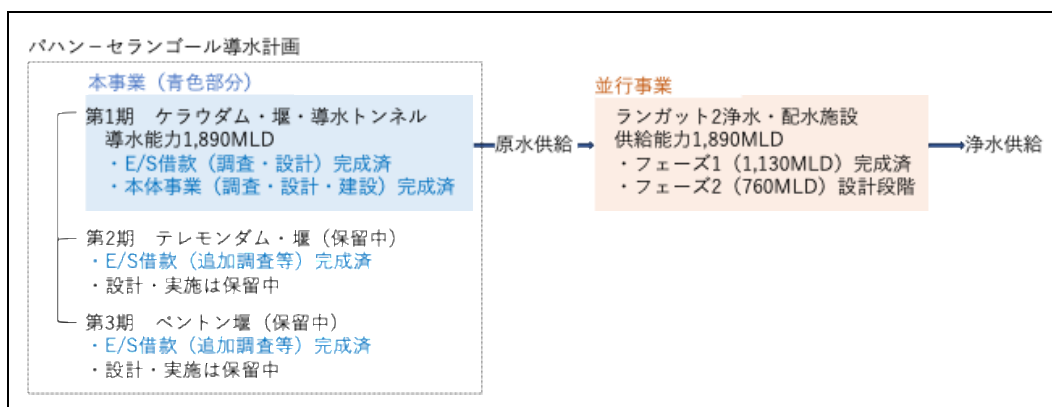 パハン－セランゴール導水計画
本事業（青色部分）
第1期　ケラウダム・堰・導水トンネル
導水能力1,890MLD
・E/S借款（調査・設計）完成済
・本体事業（調査・設計・建設）完成済
第2期　テレモンダム・堰（保留中）
・E/S借款（追加調査等）完成済
・設計・実施は保留中
第3期　ベントン堰（保留中）
・E/S借款（追加調査等）完成済
・設計・実施は保留中
原水供給
並行事業
ランガット2浄水・配水施設
供給能力1,890MLD
・フェーズ1（1,130MLD）完成済
・フェーズ2（760MLD）設計段階
浄水供給